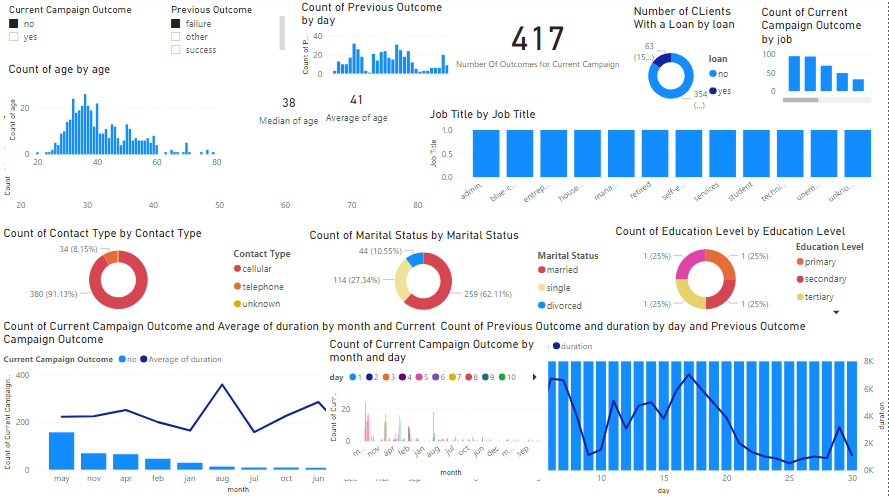 Current Campaign Outcome
no
yes
Previous Outcome
failure
other
success
Count of Previous Outcome
by day
Count of P...
40
20
0
417
Number Of Outcomes for Current Campaign
Number of CLients
With a Loan by loan
63
(15...)
354
(...)
loan
no
yes
Count of Current
Campaign Outcome
by job
100
50
0
Count of age by age
Count of age
20
0
20
40
60
80
38
Median of age
41
Average of age
Count
20
30
40
50
60
70
80
Job Title by Job Title
Job Title
1.0
0.5
0.0
admin.
blue-c...
entrep...
house...
mana...
retired
self-e...
services
student
techni...
unem...
unkno...
Count of Contact Type by Contact Type
34 (8.15%)
380 (91.13%)
Contact Type
cellular
telephone
unknown
Count of Marital Status by Marital Status
44 (10.55%)
114 (27.34%)
259 (62.11%)
Marital Status
married
single
divorced
Count of Education Level by Education Level
1 (25%)
1 (25%)
1 (25%)
1 (25%)
Education Level
primary
secondary
tertiary
Count of Current Campaign Outcome and Average of duration by month and Current
Campaign Outcome
Current Campaign Outcome
no
Average of duration
Count of Current Campaign...
400
200
0
may
nov
apr
feb
jan
aug
jul
oct
jun
month
Count of Current Campaign Outcome by
month and day
day
1
2
3
4
5
6
7
8
9
10
Count of Cur...
20
0
m...
nov
apr
feb
jan
aug
jul
oct
jun
dec
m...
sep
month
Count of Previous Outcome and duration by day and Previous Outcome
duration
8K
6K
4K
2K
0K
duration
10
15
20
25
30
day